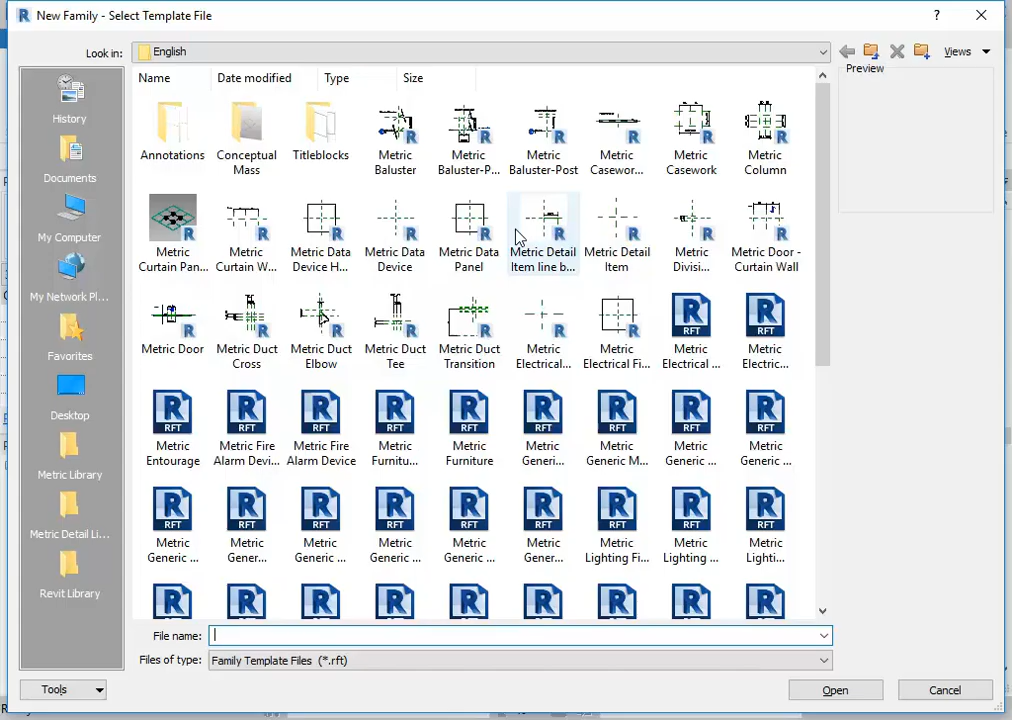 New Family - Select Template File
?
Look in:
English
Views
Name
Date modified
Type
Size
Preview
History
Documents
My Computer
My Network Pl...
Favorites
Desktop
Metric Library
Metric Detail Li...
Revit Library
Annotations
Conceptual
Mass
Titleblocks
Metric
Baluster
Metric
Baluster-P...
Metric
Baluster-Post
Metric
Casewor...
Metric
Casework
Metric
Column
Metric
Curtain Pan...
Metric
Curtain W...
Metric Data
Device H...
Metric Data
Device
Metric Data
Panel
Metric Detail
Item line b...
Metric Detail
Item
Metric
Divisi...
Metric Door -
Curtain Wall
Metric Door
Metric Duct
Cross
Metric Duct
Elbow
Metric Duct
Tee
Metric Duct
Transition
Metric
Electrical...
Metric
Electrical Fi...
Metric
Electrical ...
Metric
Electric...
Metric
Entourage
Metric Fire
Alarm Devi...
Metric Fire
Alarm Device
Metric
Furnitu...
Metric
Furniture
Metric
Generi...
Metric
Generic M...
Metric
Generic ...
Metric
Generic ...
Metric
Generic ...
Metric
Gener...
Metric
Generic ...
Metric
Generic ...
Metric
Generic ...
Metric
Gener...
Metric
Lighting Fi...
Metric
Lighting ...
Metric
Lighti...
File name:
Files of type:
Family Template Files (*.rft)
Tools
Open
Cancel